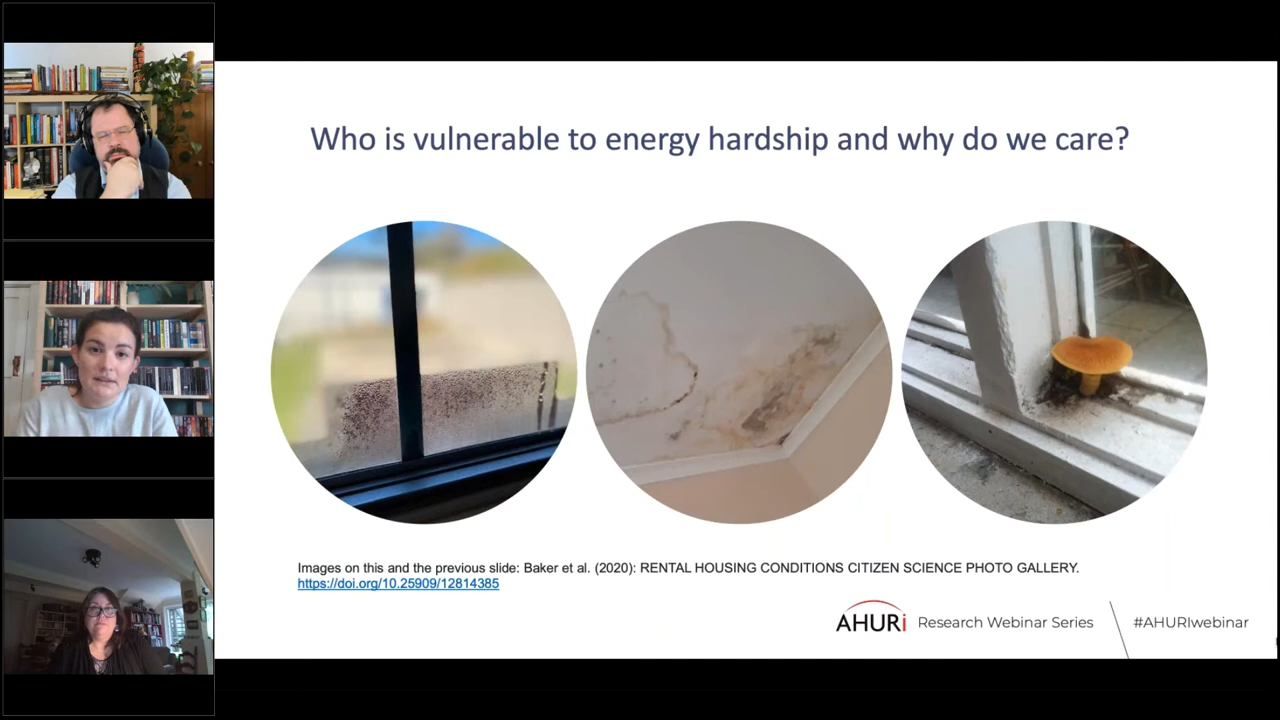 Who is vulnerable to energy hardship and why do we care?
Images on this and the previous slide: Baker et al. (2020): RENTAL HOUSING CONDITIONS CITIZEN SCIENCE PHOTO GALLERY.
https://doi.org/10.25909/12814385
AHURi Research Webinar Series #AHURIwebinar